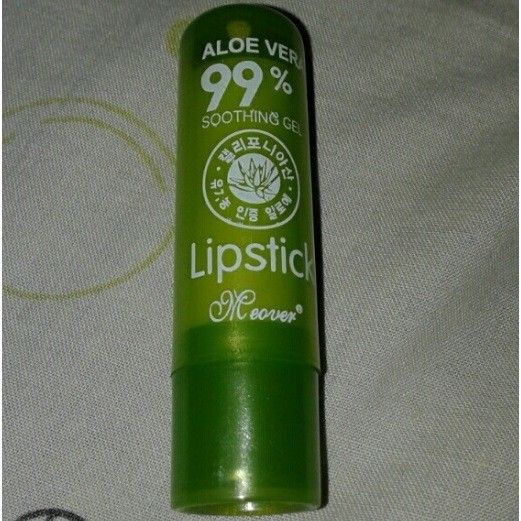 ALOE VERA
99%
SOOTHING GEL
캘리포니아산
유기농 인증 알로에
Lipstick
Meover